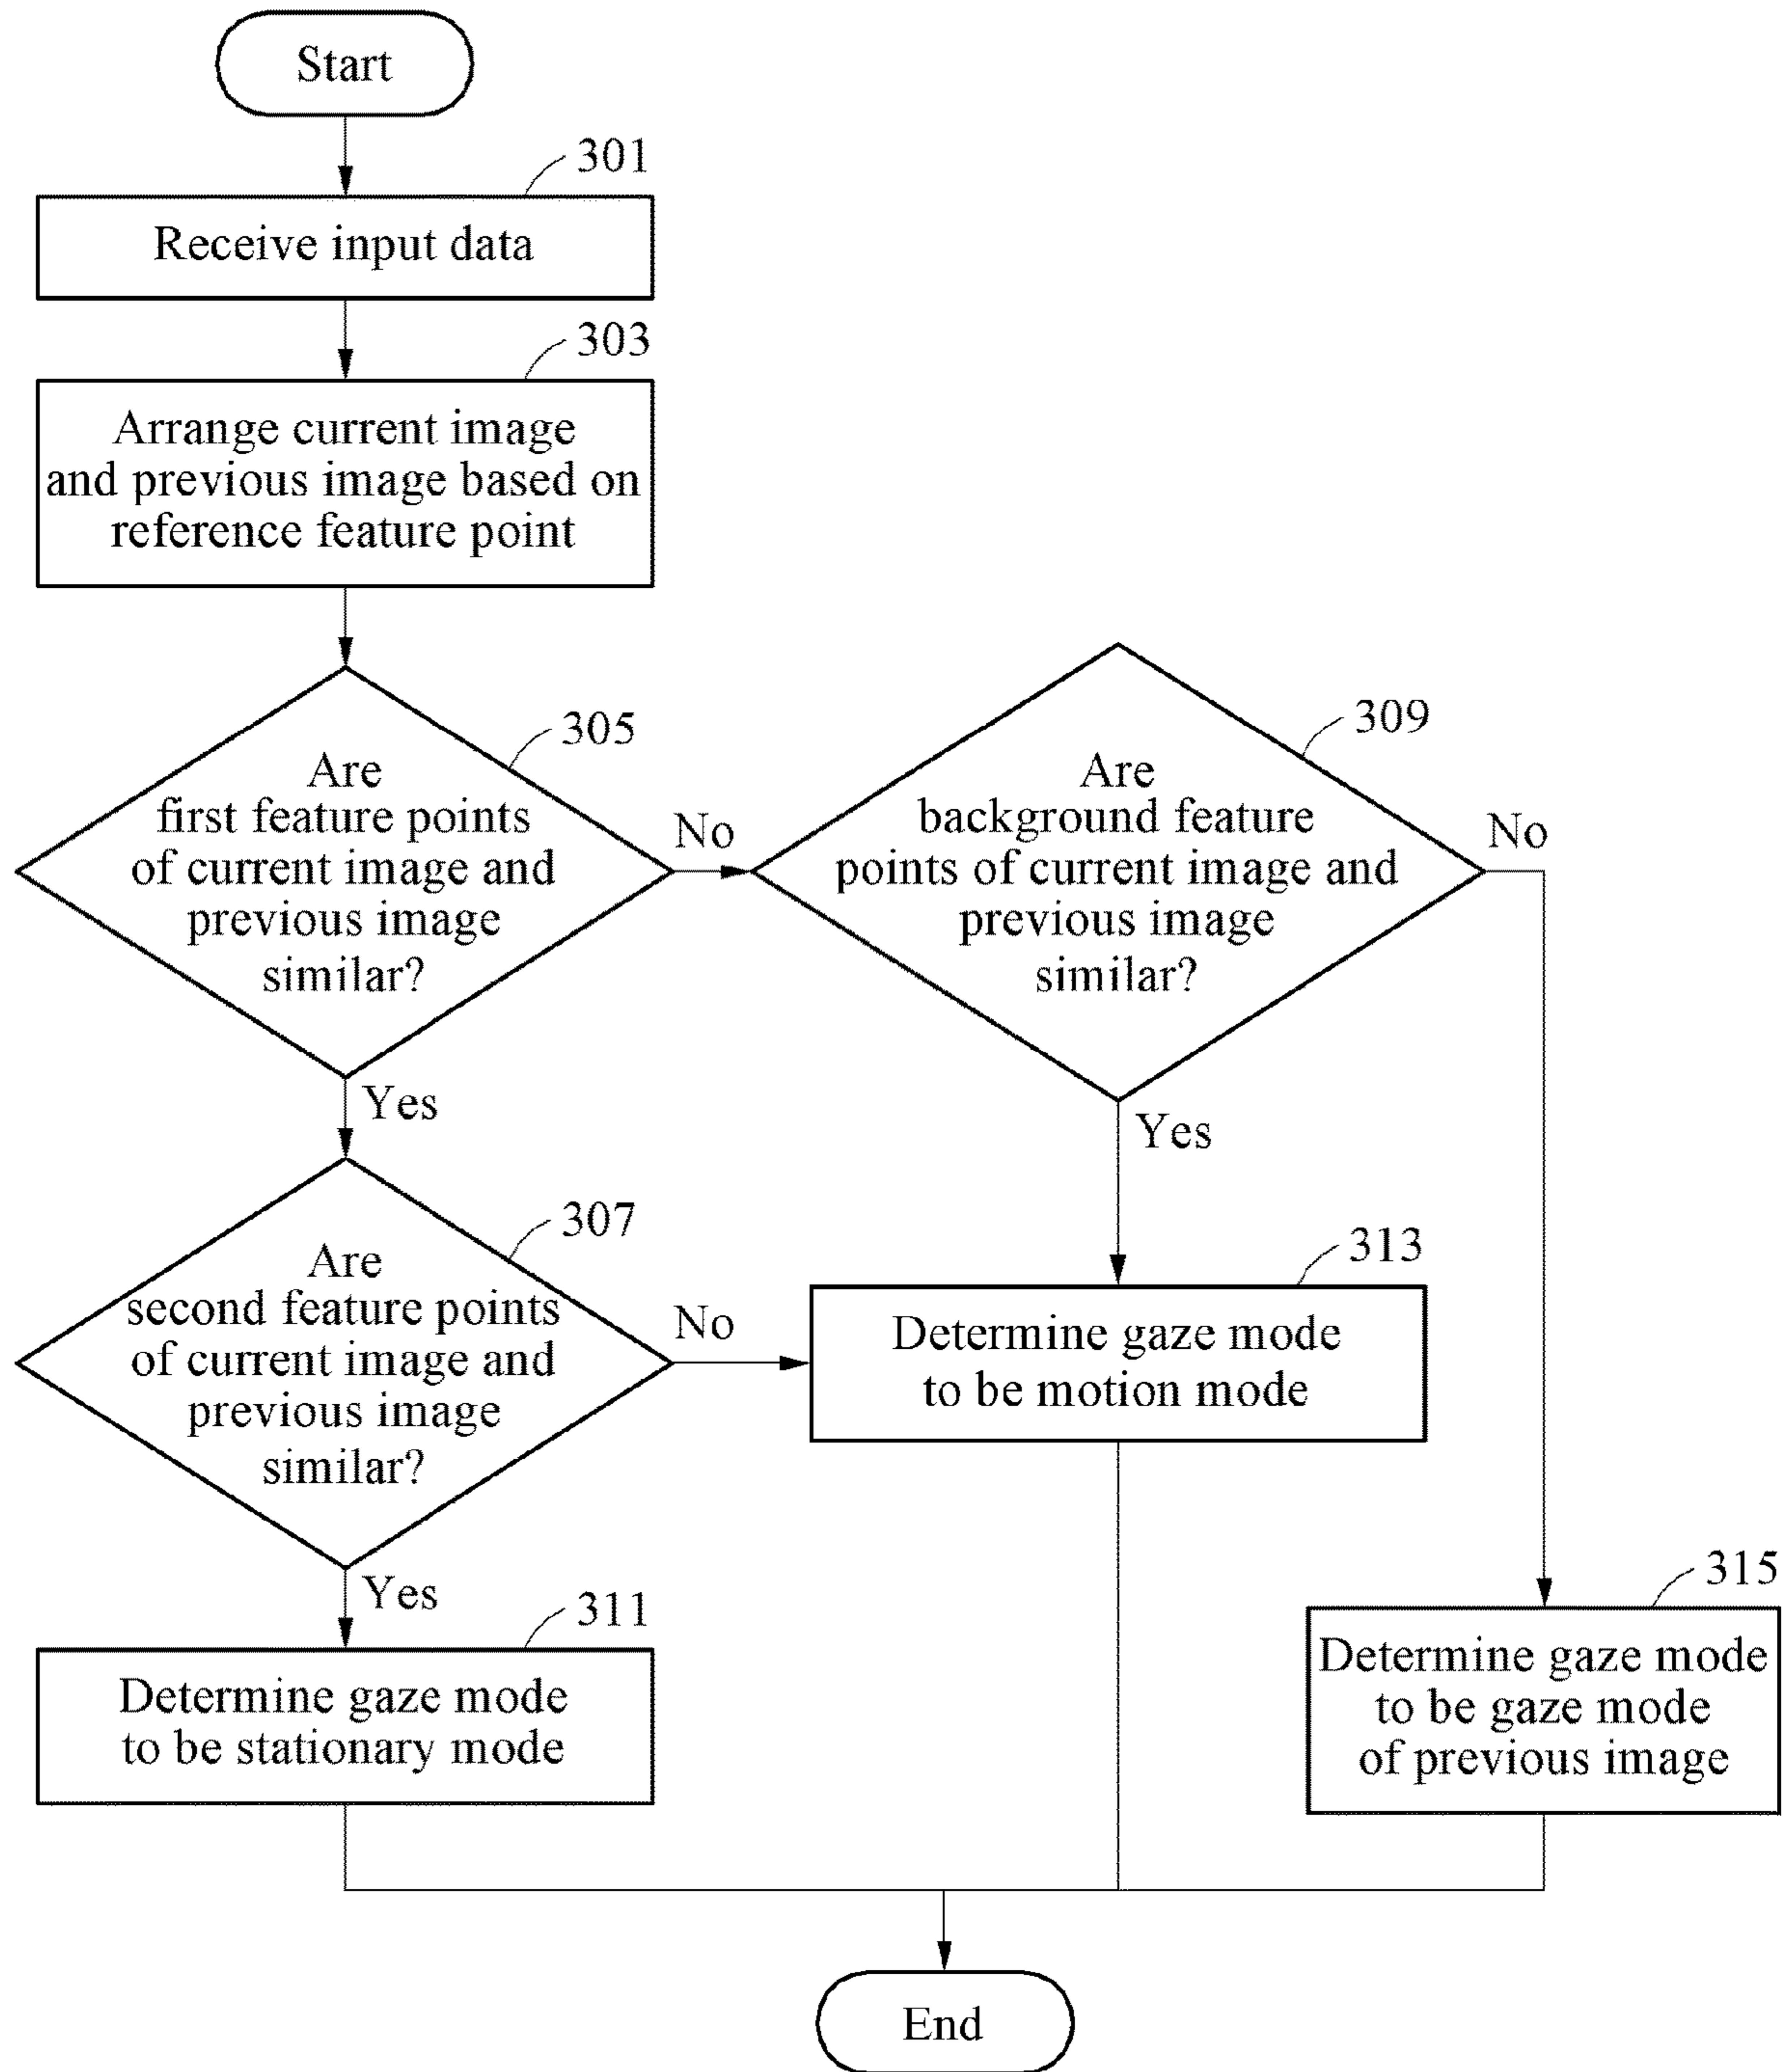 Start
301
Receive input data
303
Arrange current image
and previous image based on
reference feature point
305
Are
first feature points
of current image and
previous image
similar?
No
309
Are
background feature
points of current image and
previous image
similar?
No
Yes
Yes
307
Are
second feature points
of current image and
previous image
similar?
No
313
Determine gaze mode
to be motion mode
Yes
311
Determine gaze mode
to be stationary mode
315
Determine gaze mode
to be gaze mode
of previous image
End